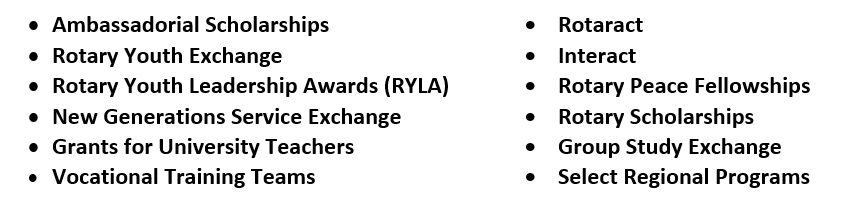 • Ambassadorial Scholarships
• Rotary Youth Exchange
• Rotary Youth Leadership Awards (RYLA)
• New Generations Service Exchange
• Grants for University Teachers
• Vocational Training Teams
• Rotaract
• Interact
• Rotary Peace Fellowships
• Rotary Scholarships
• Group Study Exchange
• Select Regional Programs